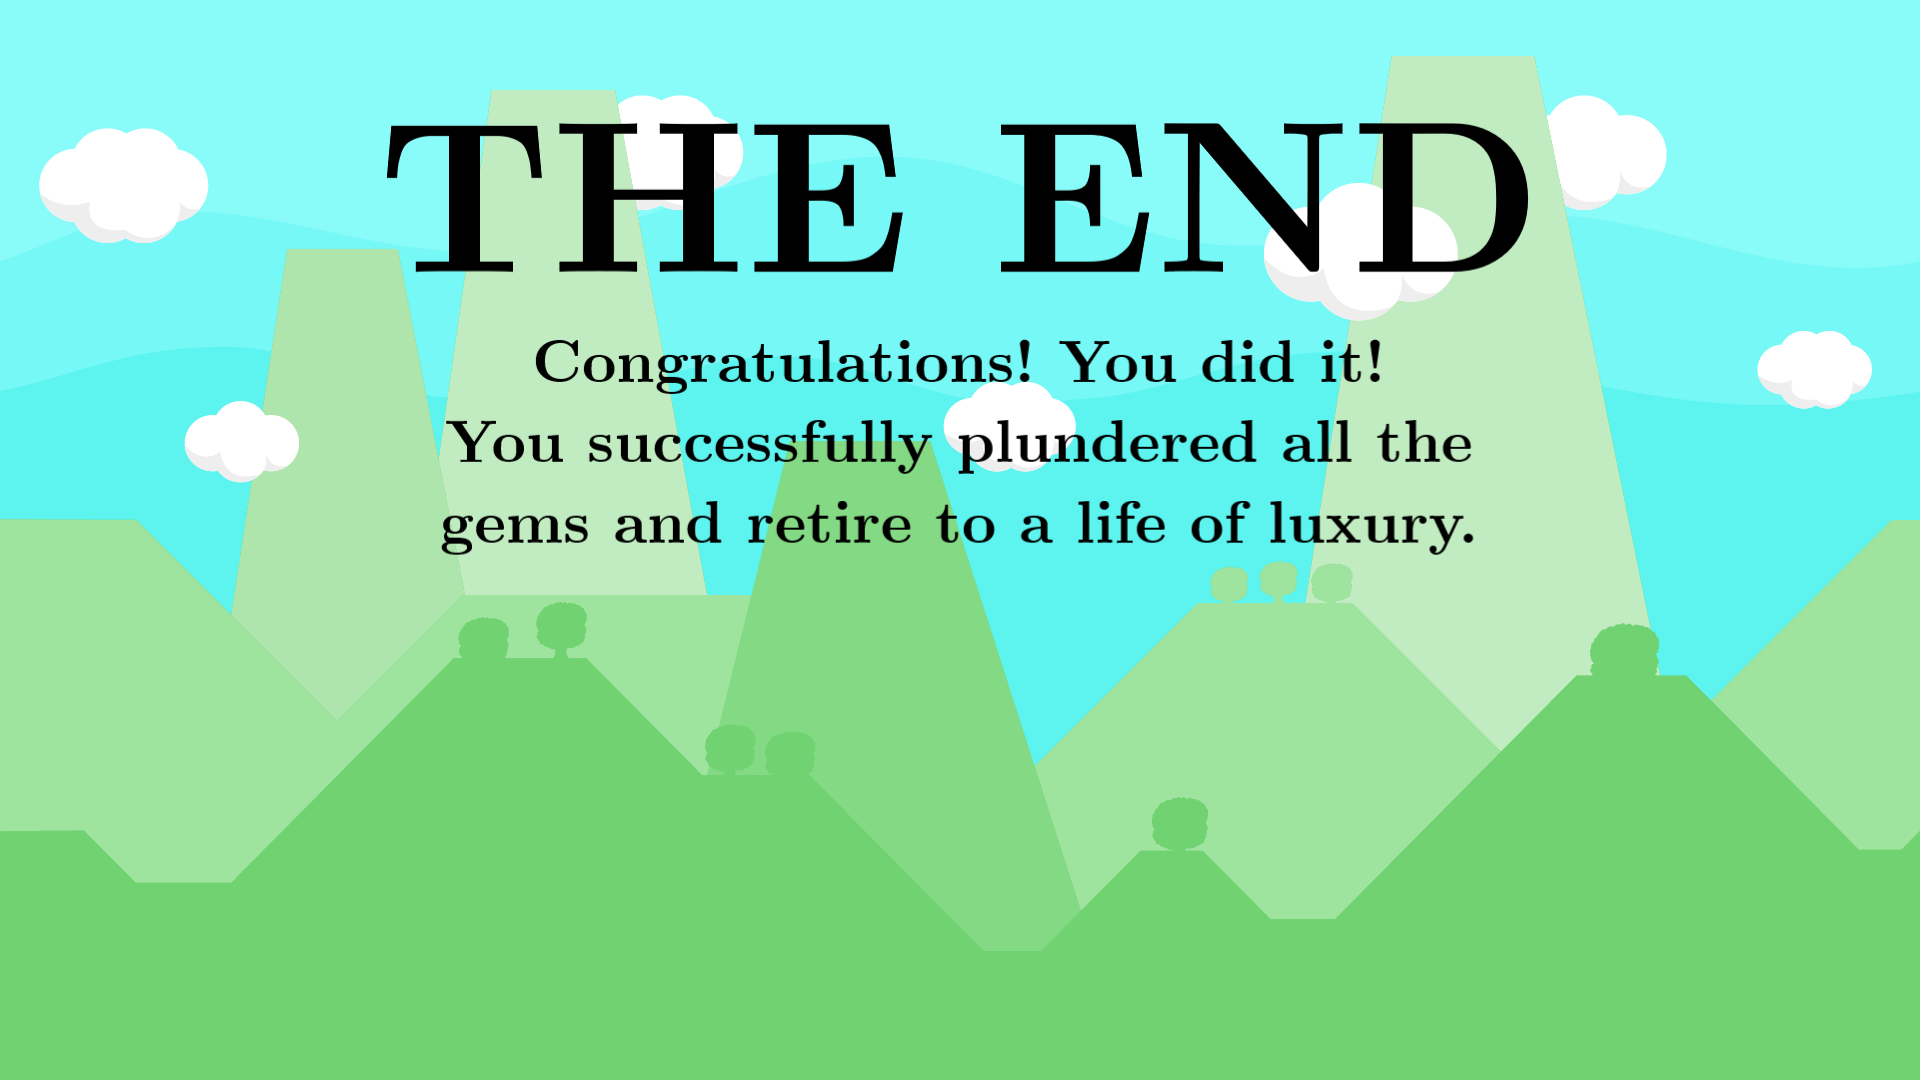 THE END
Congratulations! You did it!
You successfully plundered all the
gems and retire to a life of luxury.